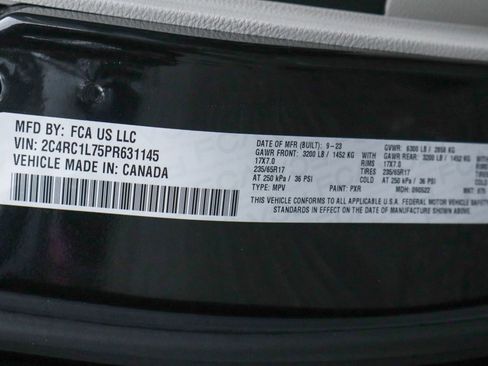 MFD BY: FCA US LLC
VIN: 2C4RC1L75PR631145
VEHICLE MADE IN: CANADA
DATE OF MFR (BUILT): 9-23 GVWR: 6300 LB / 2858 KG
GAWR FRONT: 3200 LB / 1452 KG WITH GAWR REAR: 3200 LB / 1452 KG WITH
17X7.0 RIMS 17X7.0
235/65R17 TIRES 235/65R17
AT 250 kPa / 36 PSI COLD AT 250 kPa / 36 PSI
TYPE: MPV PAINT: PXR MDH: 090522
THIS VEHICLE CONFORMS TO ALL APPLICABLE U.S.A. FEDERAL MOTOR VEHICLE SAFETY
STANDARDS IN EFFECT ON THE DATE OF MANUFACTURE SHOWN ABOVE.